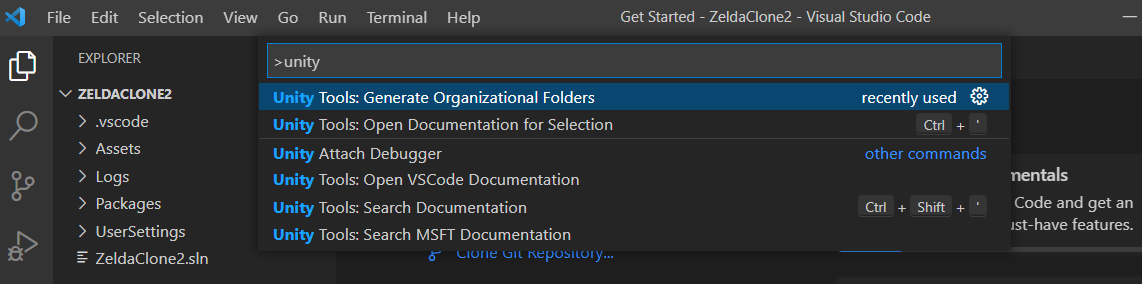 File Edit Selection View Go Run Terminal Help Get Started - ZeldaClone2 - Visual Studio Code
EXPLORER
>unity
ZELDACLONE2
Unity Tools: Generate Organizational Folders recently used
.vscode
Unity Tools: Open Documentation for Selection Ctrl + '
Assets
Unity Attach Debugger other commands
Logs
mentals
Unity Tools: Open VSCode Documentation
Packages
Code and get an
Unity Tools: Search Documentation Ctrl + Shift + '
UserSettings
ust-have features.
Unity Tools: Search MSFT Documentation
ZeldaClone2.sln
Clone Git Repository...